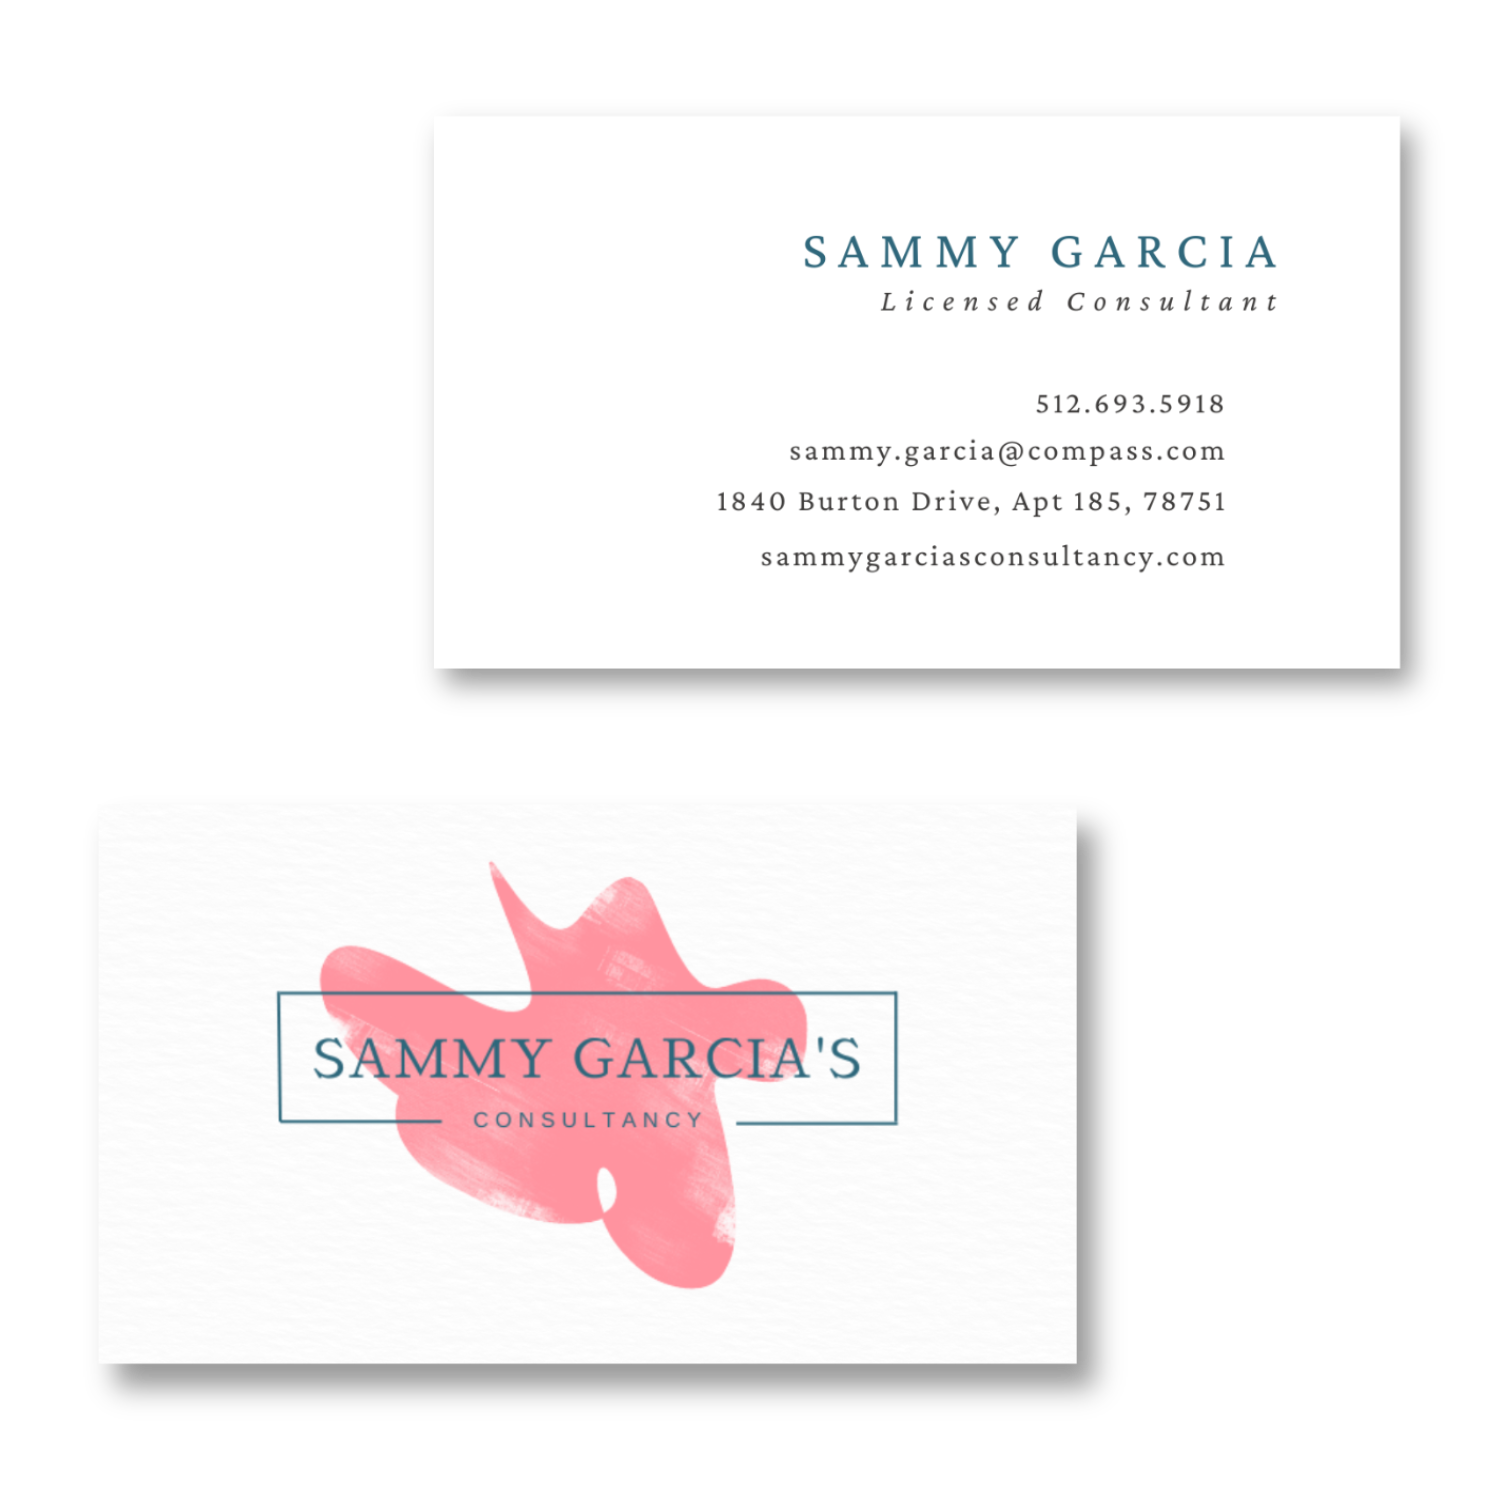 SAMMY GARCIA
Licensed Consultant
512.693.5918
sammy.garcia@compass.com
1840 Burton Drive, Apt 185, 78751
sammygarciasconsultancy.com
SAMMY GARCIA'S
CONSULTANCY